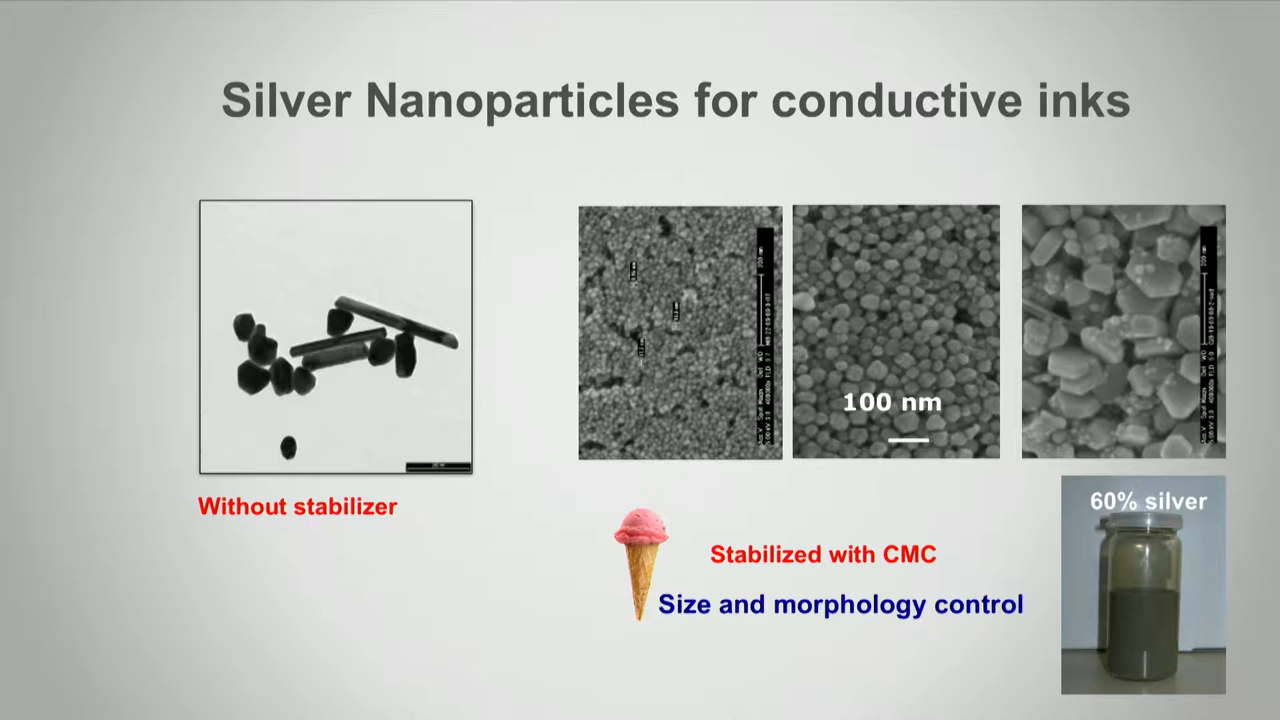 Silver Nanoparticles for conductive inks
100 nm
Without stabilizer
60% silver
Stabilized with CMC
Size and morphology control